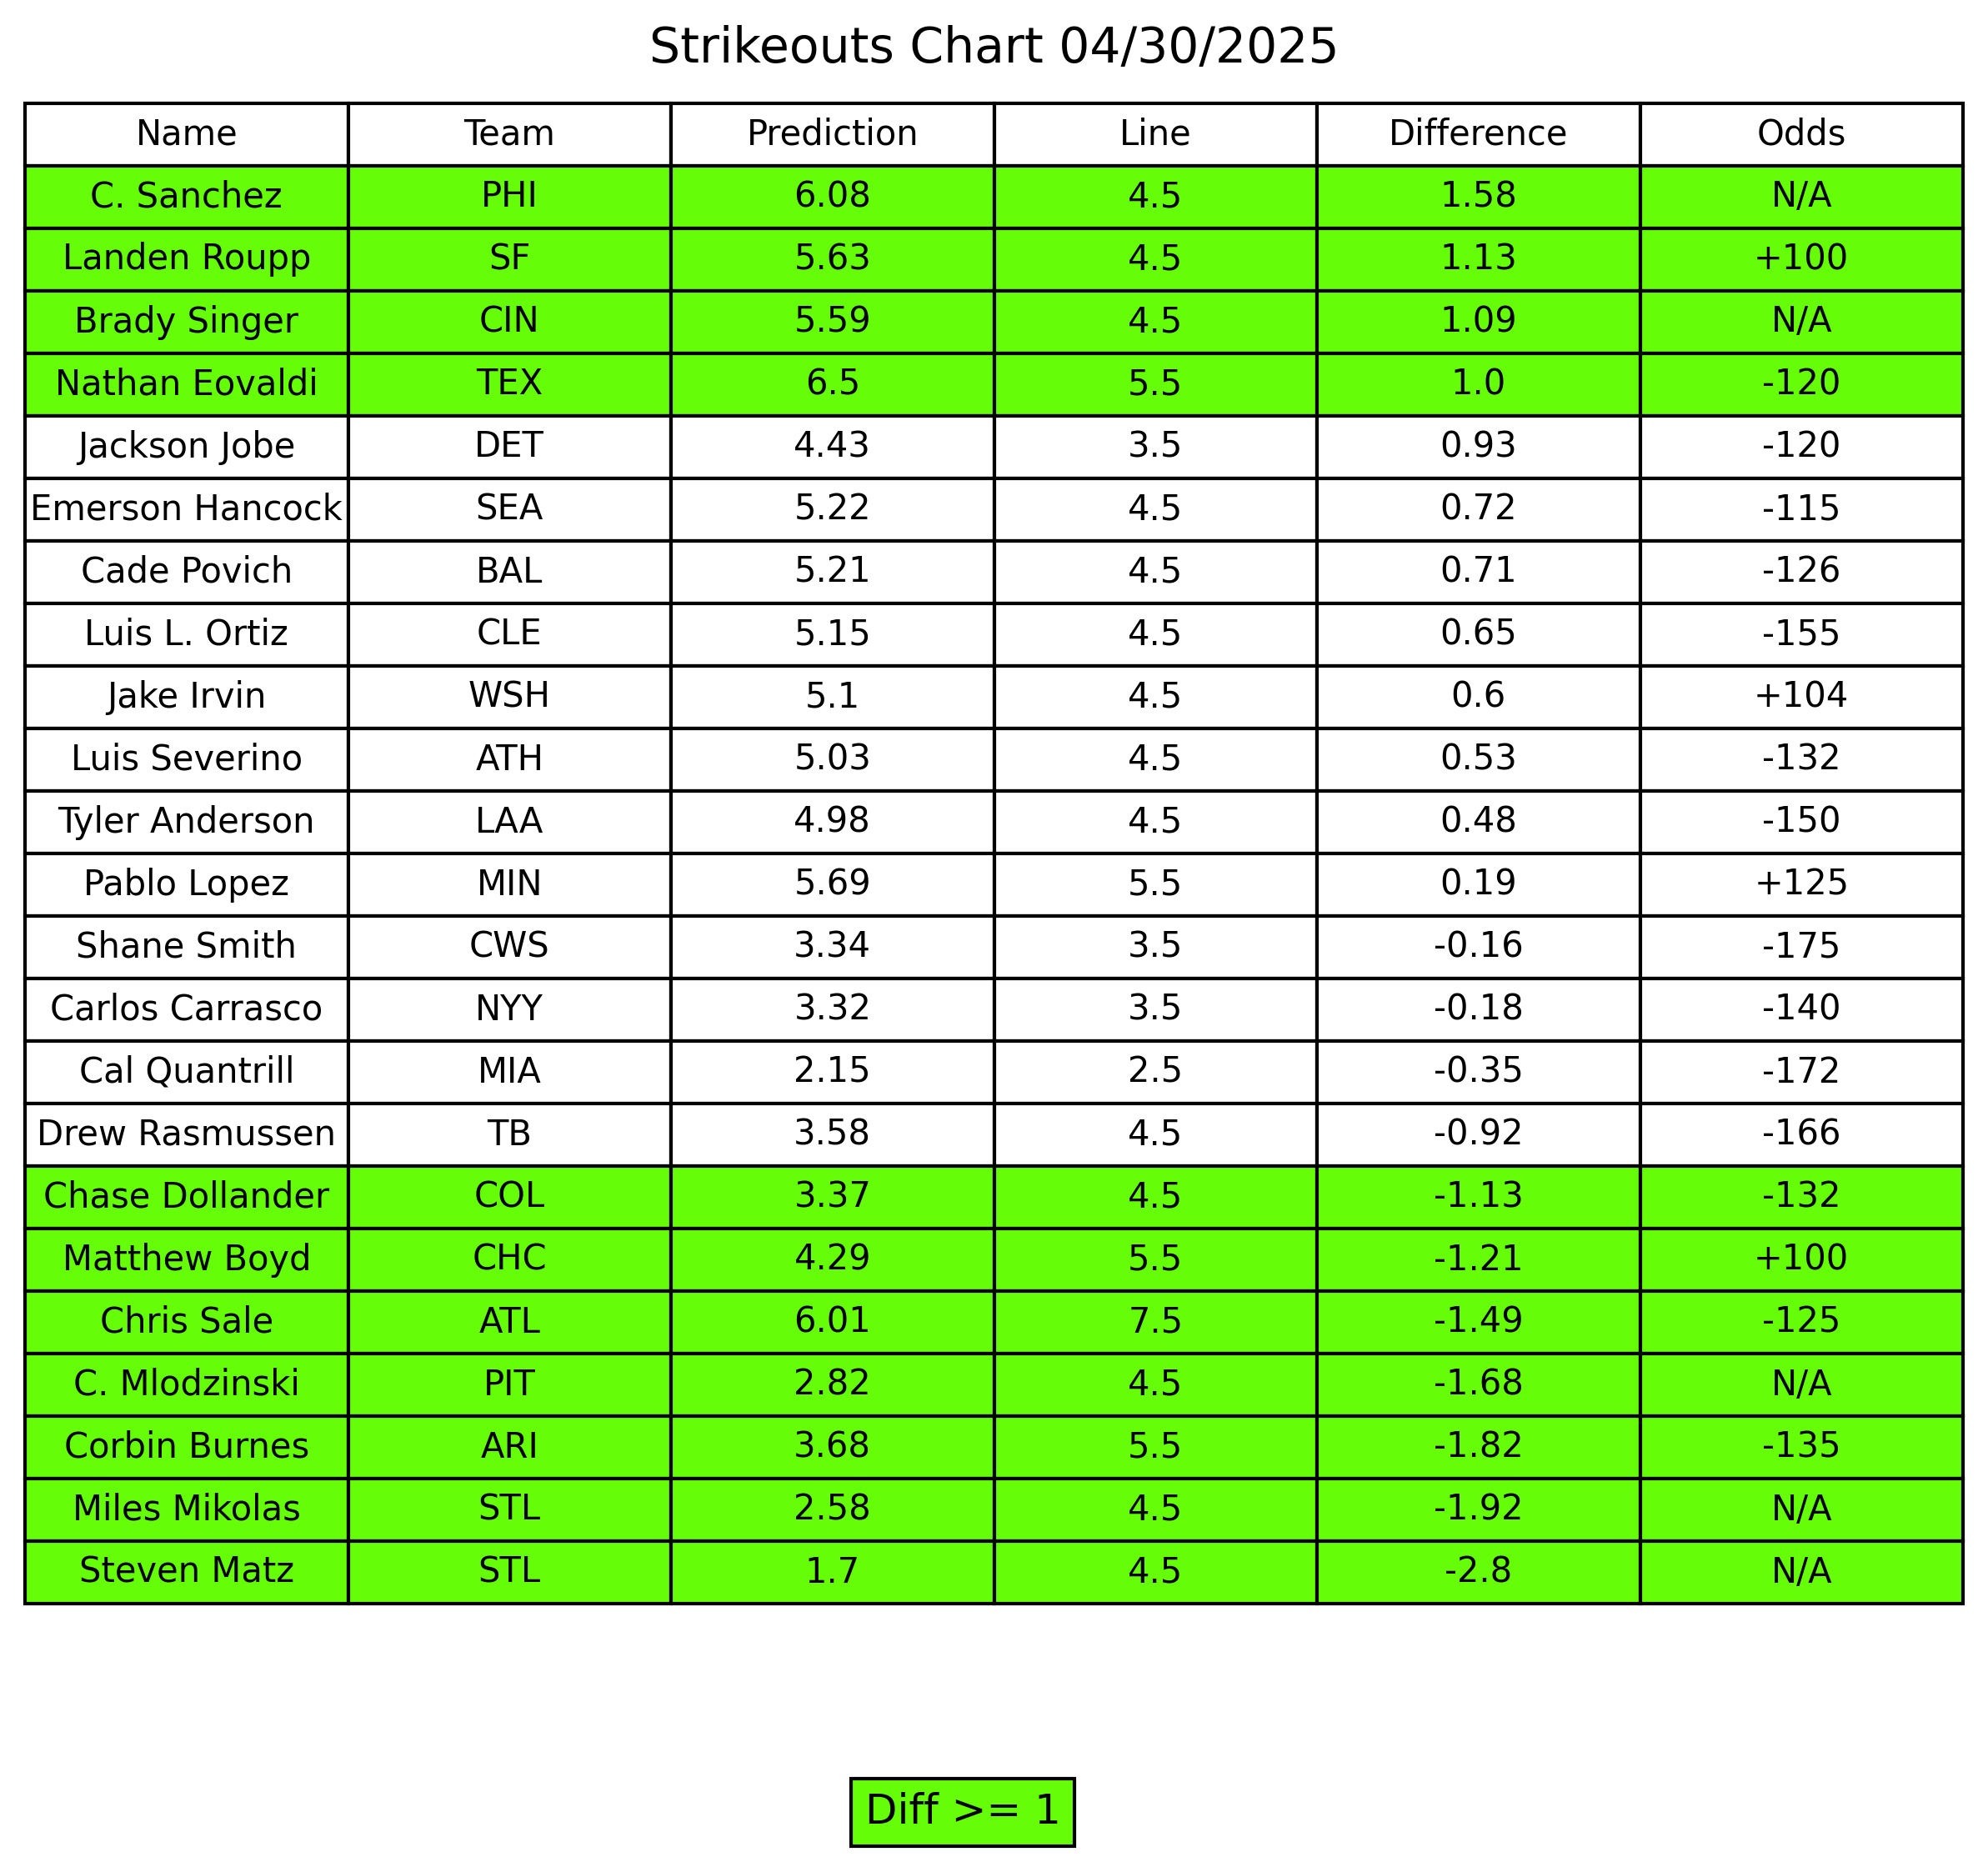 Strikeouts Chart 04/30/2025
Name Team Prediction Line Difference Odds
C. Sanchez PHI 6.08 4.5 1.58 N/A
Landen Roupp SF 5.63 4.5 1.13 +100
Brady Singer CIN 5.59 4.5 1.09 N/A
Nathan Eovaldi TEX 6.5 5.5 1.0 -120
Jackson Jobe DET 4.43 3.5 0.93 -120
Emerson Hancock SEA 5.22 4.5 0.72 -115
Cade Povich BAL 5.21 4.5 0.71 -126
Luis L. Ortiz CLE 5.15 4.5 0.65 -155
Jake Irvin WSH 5.1 4.5 0.6 +104
Luis Severino ATH 5.03 4.5 0.53 -132
Tyler Anderson LAA 4.98 4.5 0.48 -150
Pablo Lopez MIN 5.69 5.5 0.19 +125
Shane Smith CWS 3.34 3.5 -0.16 -175
Carlos Carrasco NYY 3.32 3.5 -0.18 -140
Cal Quantrill MIA 2.15 2.5 -0.35 -172
Drew Rasmussen TB 3.58 4.5 -0.92 -166
Chase Dollander COL 3.37 4.5 -1.13 -132
Matthew Boyd CHC 4.29 5.5 -1.21 +100
Chris Sale ATL 6.01 7.5 -1.49 -125
C. Mlodzinski PIT 2.82 4.5 -1.68 N/A
Corbin Burnes ARI 3.68 5.5 -1.82 -135
Miles Mikolas STL 2.58 4.5 -1.92 N/A
Steven Matz STL 1.7 4.5 -2.8 N/A
Diff >= 1